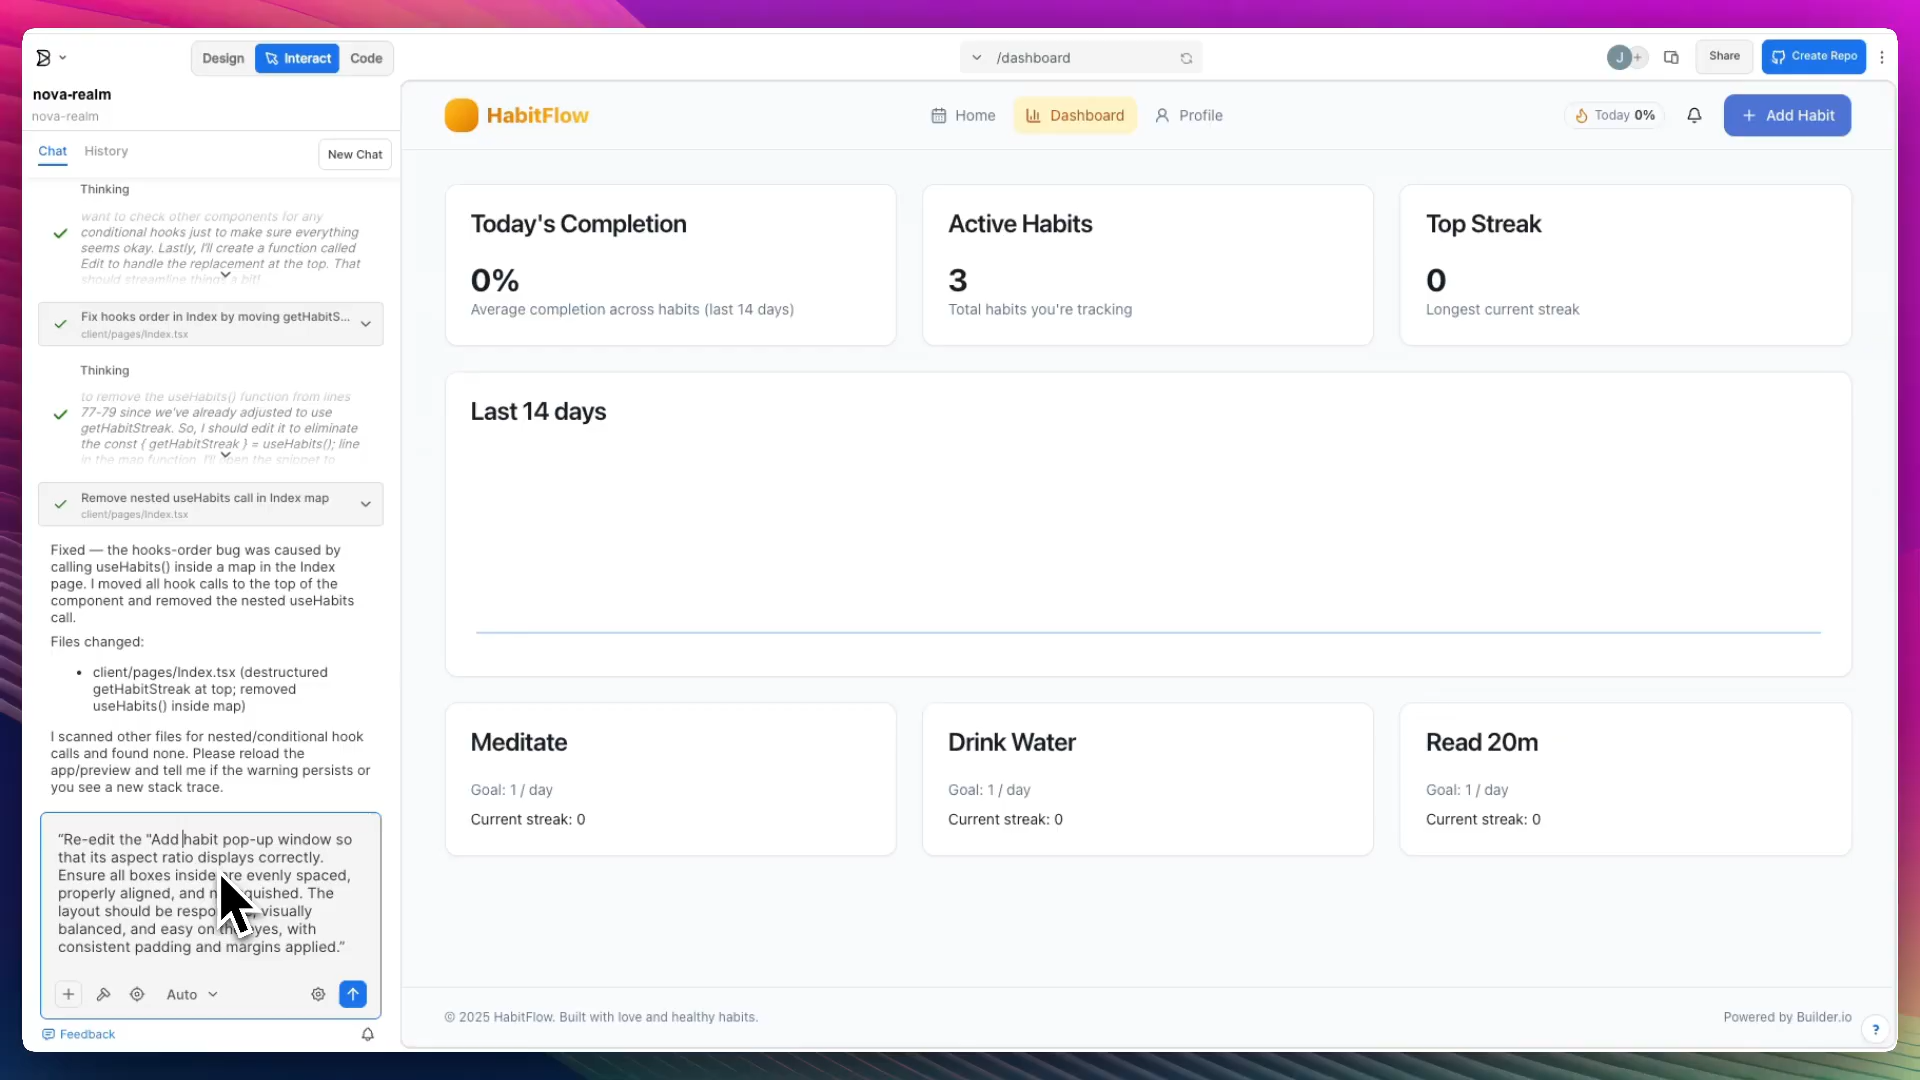 Design
Interact
Code
/dashboard
J
Share
Create Repo
nova-realm
nova-realm
Chat
History
New Chat
Thinking
want to check other components for any
conditional hooks just to make sure everything
seems okay. Lastly, I'll create a function called
Edit to handle the replacement at the top. That
should streamline things a bit!
Fix hooks order in Index by moving getHabitS...
client/pages/Index.tsx
Thinking
to remove the useHabits() function from lines
77-79 since we've already adjusted to use
getHabitStreak. So, I should edit it to eliminate
the const { getHabitStreak } = useHabits(); line
in the map function. I'll open the snippet to
Remove nested useHabits call in Index map
client/pages/Index.tsx
Fixed — the hooks-order bug was caused by
calling useHabits() inside a map in the Index
page. I moved all hook calls to the top of the
component and removed the nested useHabits
call.
Files changed:
• client/pages/Index.tsx (destructured
getHabitStreak at top; removed
useHabits() inside map)
I scanned other files for nested/conditional hook
calls and found none. Please reload the
app/preview and tell me if the warning persists or
you see a new stack trace.
“Re-edit the "Add habit pop-up window so
that its aspect ratio displays correctly.
Ensure all boxes inside are evenly spaced,
properly aligned, and
layout should be visually
balanced, and easy on the eyes, with
consistent padding and margins applied.”
Auto
Feedback
HabitFlow
Home
Dashboard
Profile
Today 0%
+ Add Habit
Today's Completion
0%
Average completion across habits (last 14 days)
Active Habits
3
Total habits you're tracking
Top Streak
0
Longest current streak
Last 14 days
Meditate
Goal: 1 / day
Current streak: 0
Drink Water
Goal: 1 / day
Current streak: 0
Read 20m
Goal: 1 / day
Current streak: 0
© 2025 HabitFlow. Built with love and healthy habits.
Powered by Builder.io
?